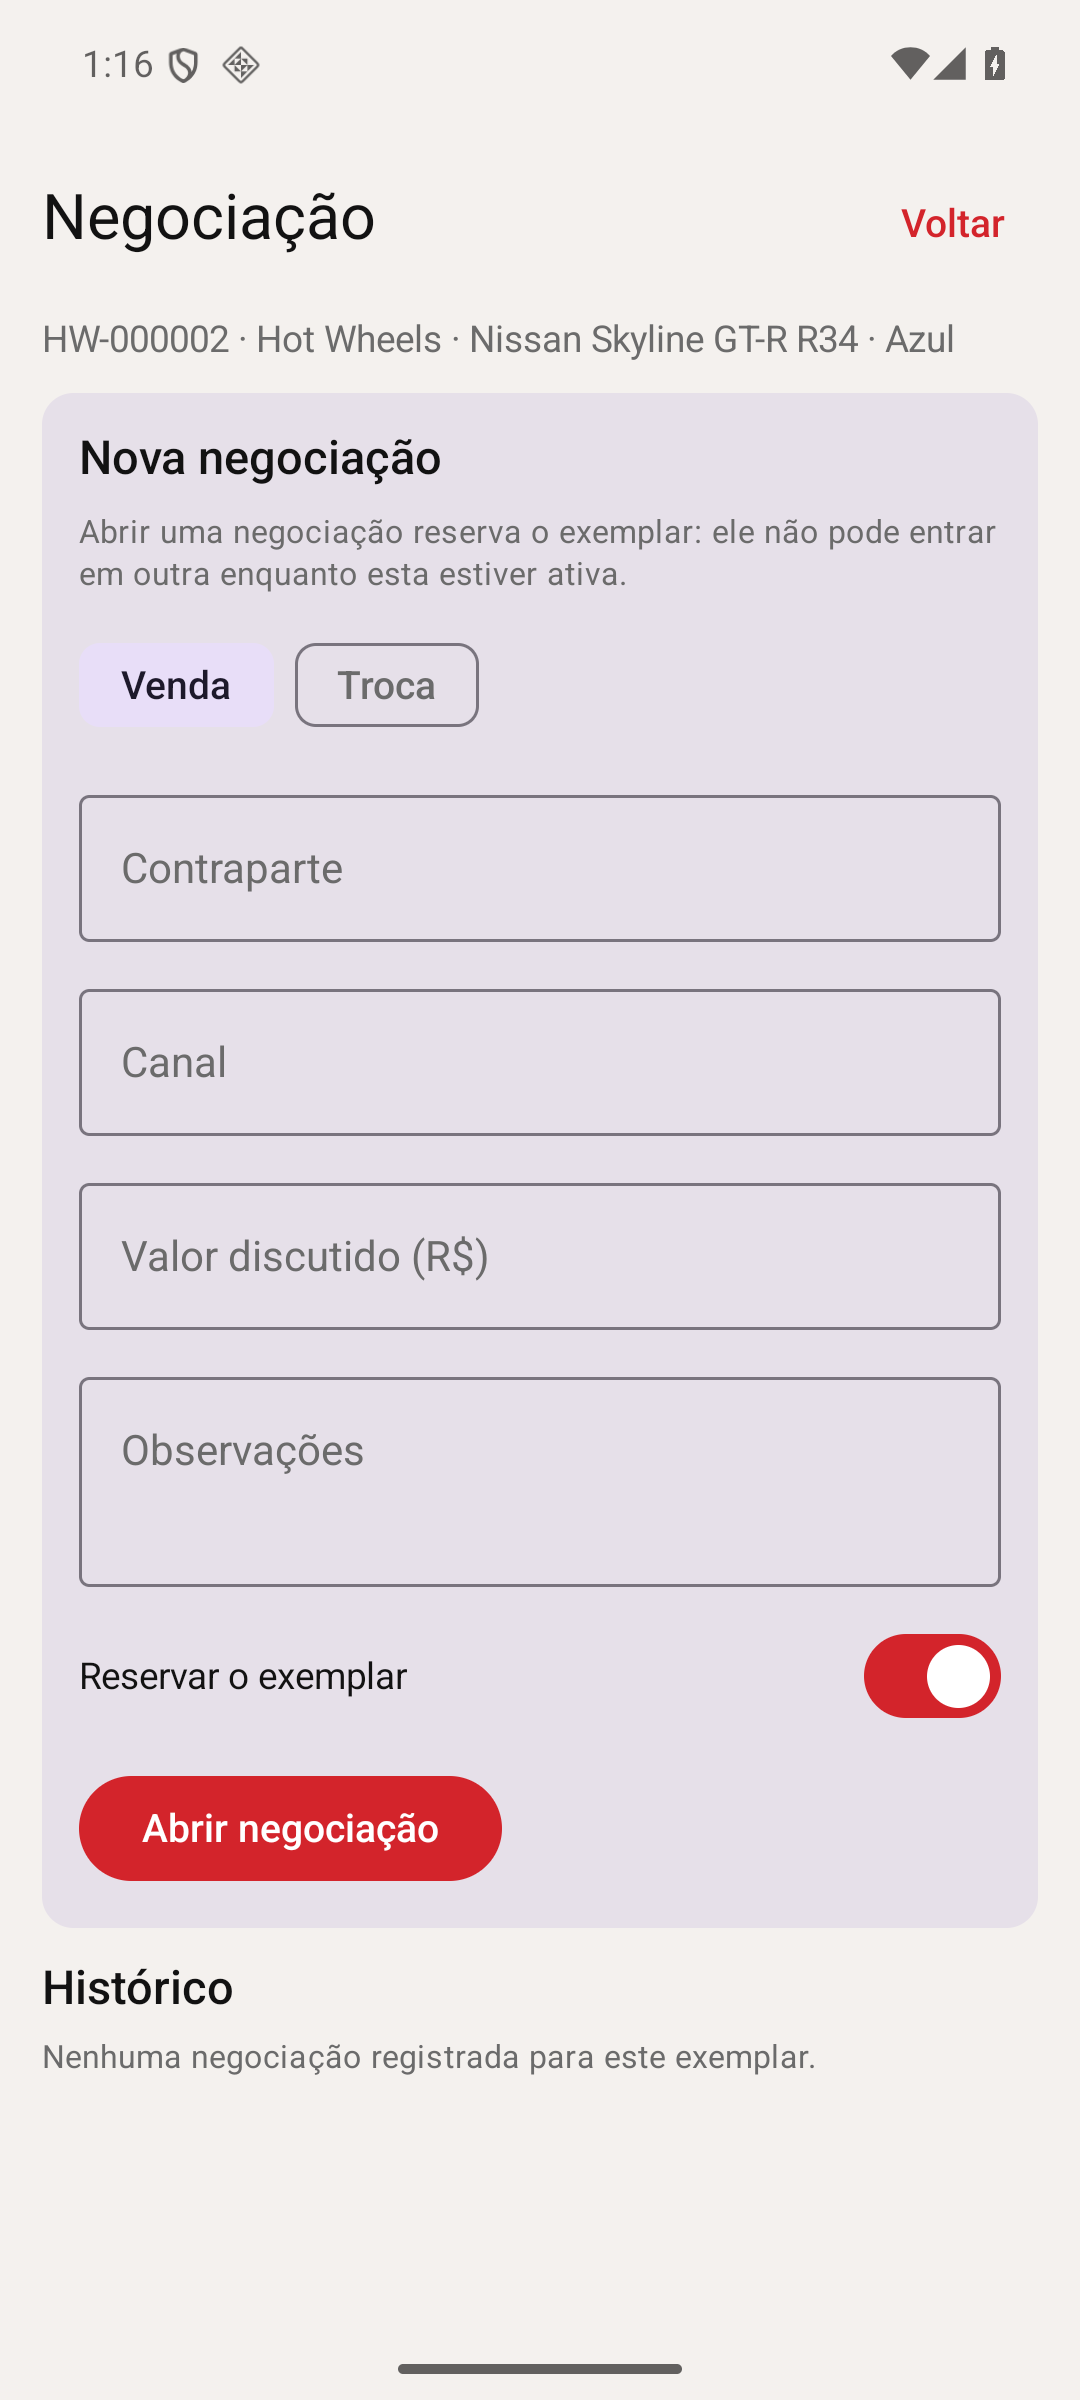 1:16
Negociação
Voltar
HW-000002 · Hot Wheels · Nissan Skyline GT-R R34 · Azul
Nova negociação
Abrir uma negociação reserva o exemplar: ele não pode entrar
em outra enquanto esta estiver ativa.
Venda
Troca
Contraparte
Canal
Valor discutido (R$)
Observações
Reservar o exemplar
Abrir negociação
Histórico
Nenhuma negociação registrada para este exemplar.